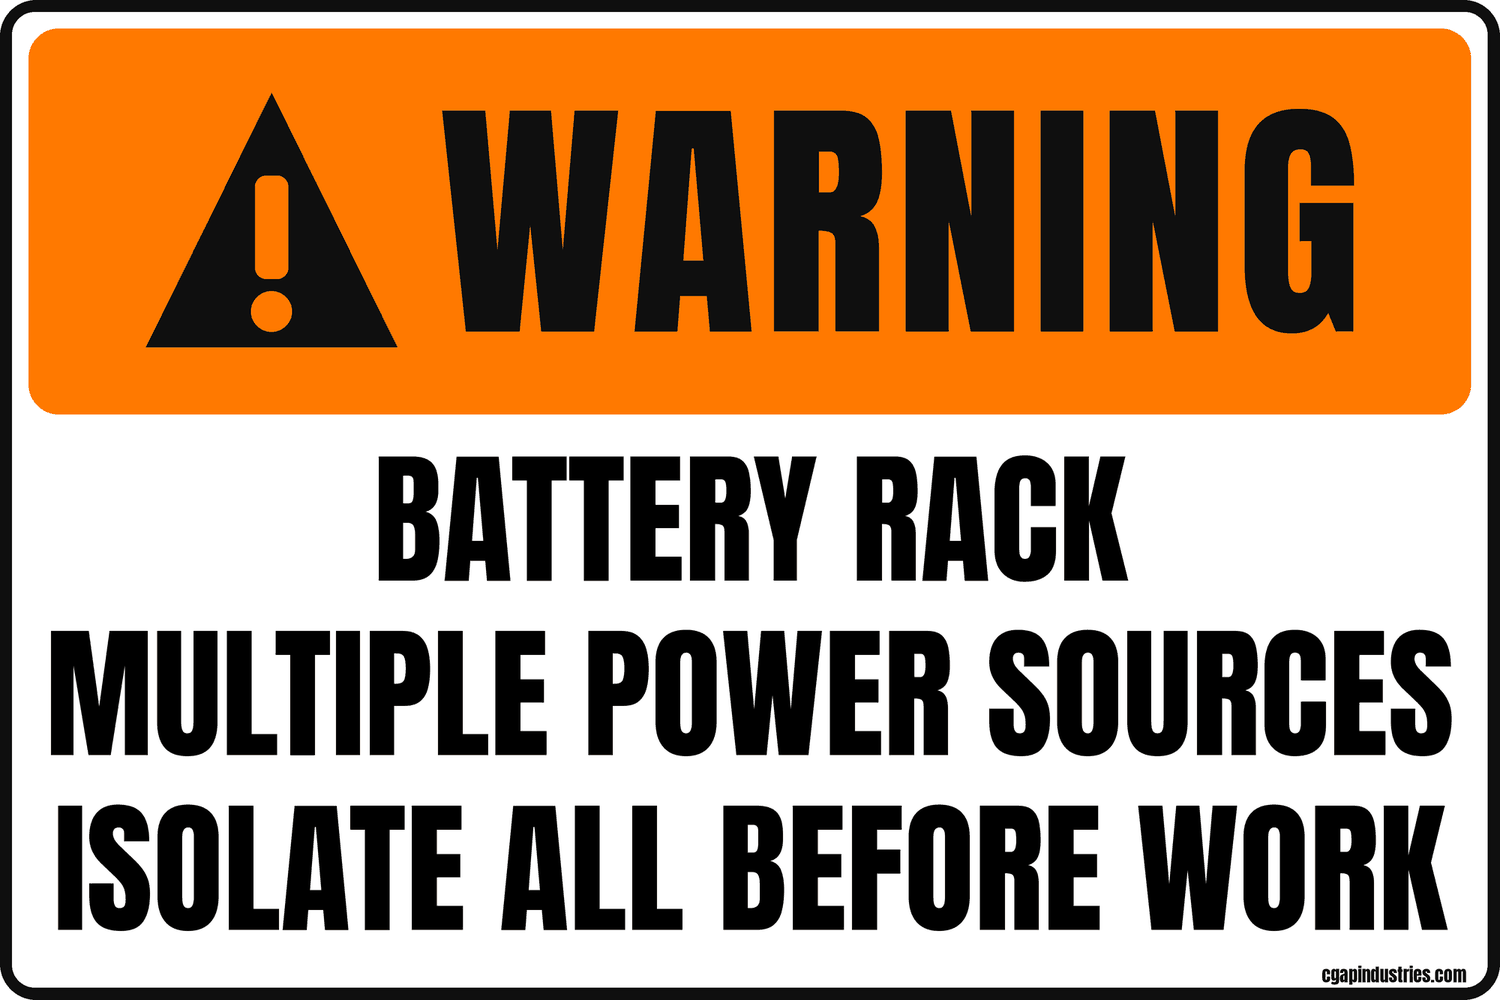 WARNING
BATTERY RACK
MULTIPLE POWER SOURCES
ISOLATE ALL BEFORE WORK
cgapindustries.com